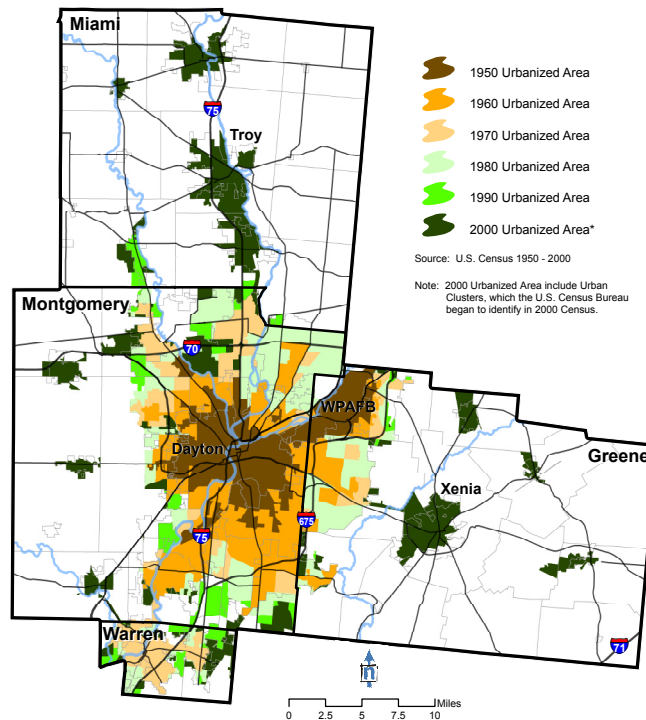 Miami
75
Troy
1950 Urbanized Area
1960 Urbanized Area
1970 Urbanized Area
1980 Urbanized Area
1990 Urbanized Area
2000 Urbanized Area*
Source: U.S. Census 1950 - 2000
Note: 2000 Urbanized Area include Urban
Clusters, which the U.S. Census Bureau
began to identify in 2000 Census.
Montgomery
70
WPAFB
Dayton
Greene
Xenia
675
75
Warren
71
n
Miles
0 2.5 5 7.5 10